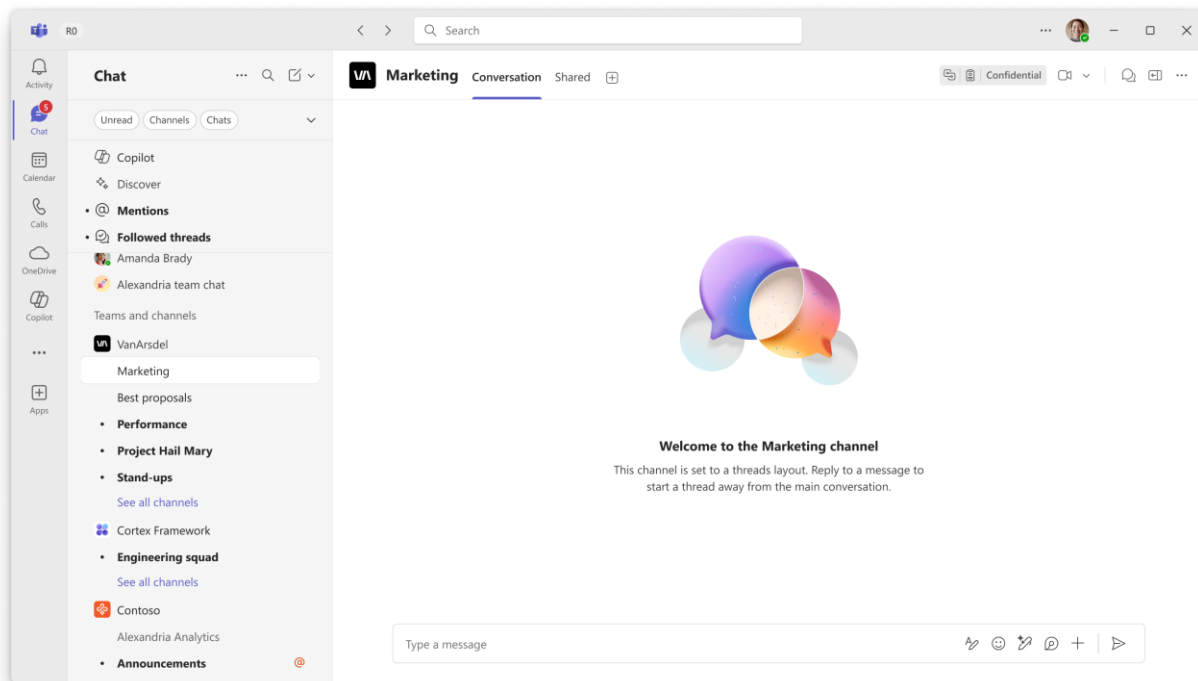 R0
Search
Activity
5
Chat
Calendar
Calls
OneDrive
Copilot
Apps
Chat
Unread
Channels
Chats
Copilot
Discover
Mentions
Followed threads
Amanda Brady
Alexandria team chat
Teams and channels
VanArsdel
Marketing
Best proposals
Performance
Project Hail Mary
Stand-ups
See all channels
Cortex Framework
Engineering squad
See all channels
Contoso
Alexandria Analytics
Announcements @
VA Marketing Conversation Shared
Confidential
Welcome to the Marketing channel
This channel is set to a threads layout. Reply to a message to
start a thread away from the main conversation.
Type a message